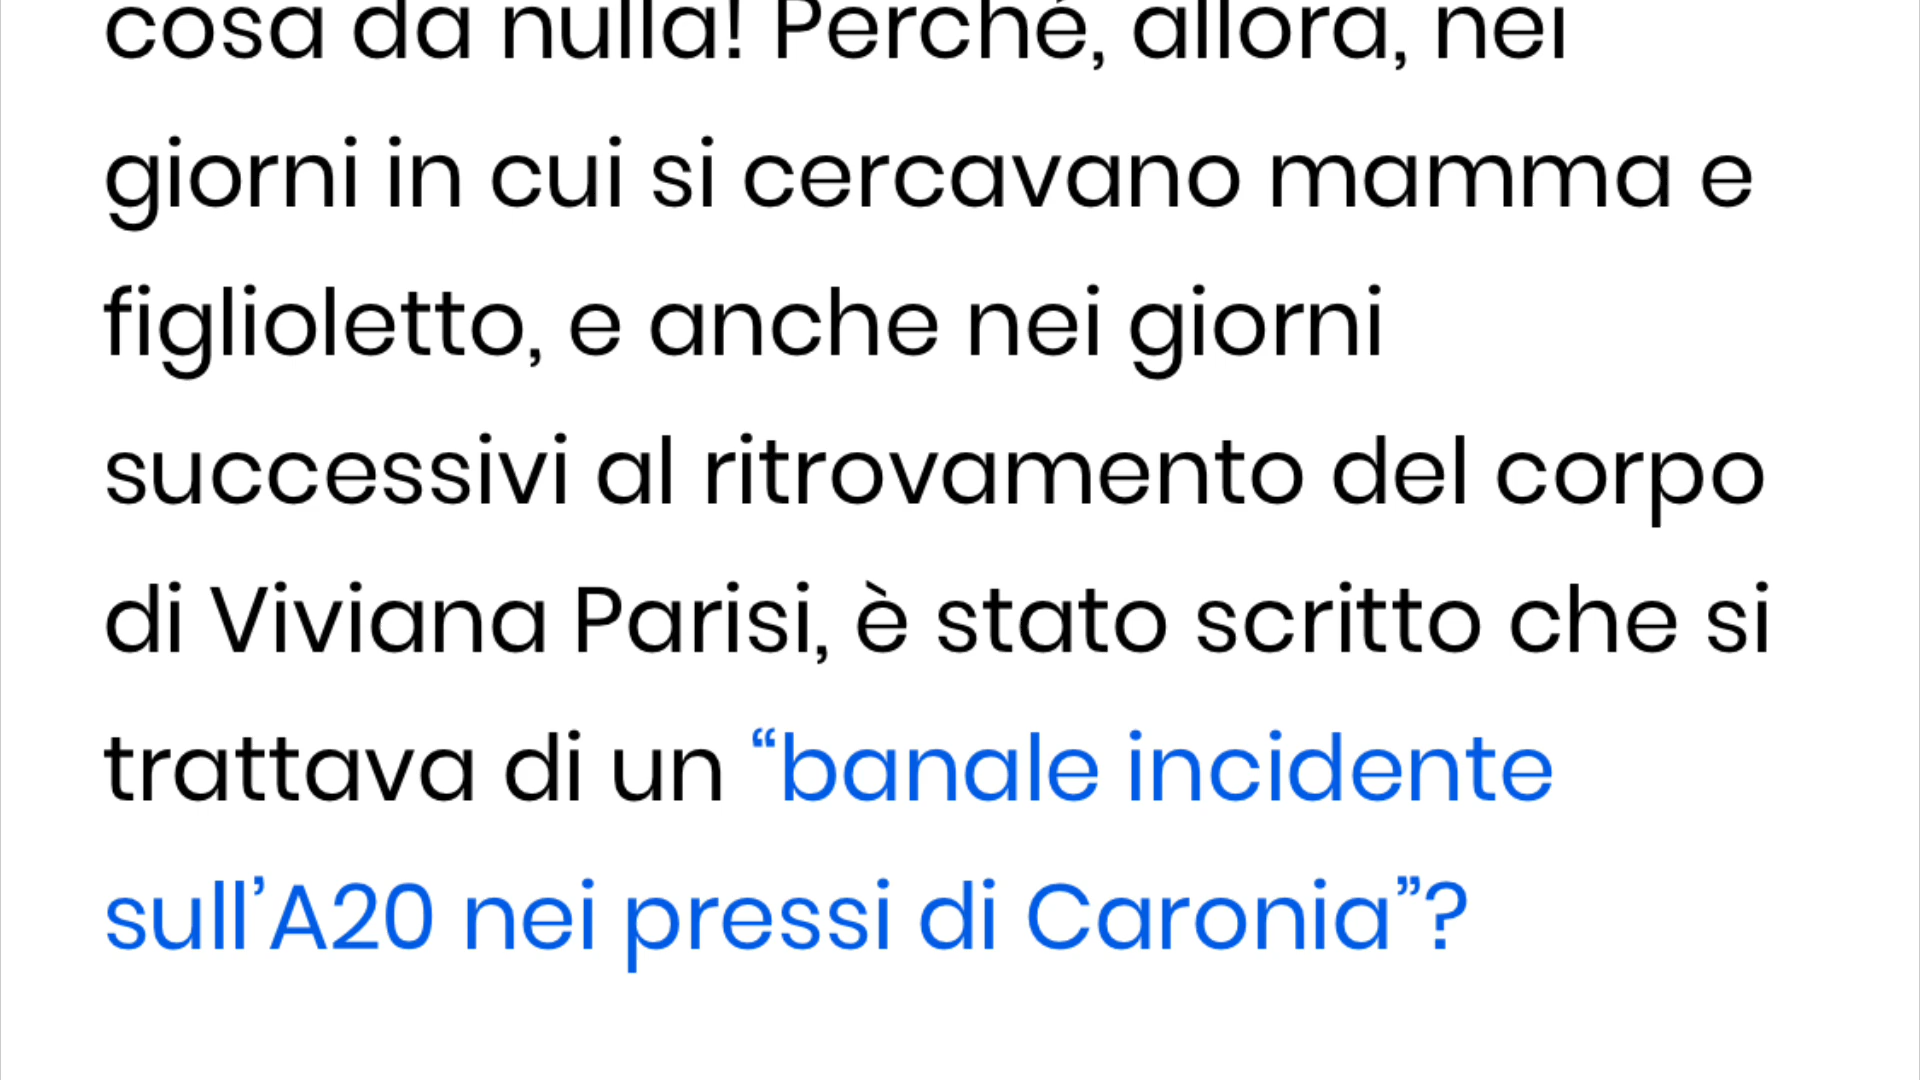 cosa da nulla! Perché, allora, nei
giorni in cui si cercavano mamma e
figlioletto, e anche nei giorni
successivi al ritrovamento del corpo
di Viviana Parisi, è stato scritto che si
trattava di un “banale incidente
sull’A20 nei pressi di Caronia”?